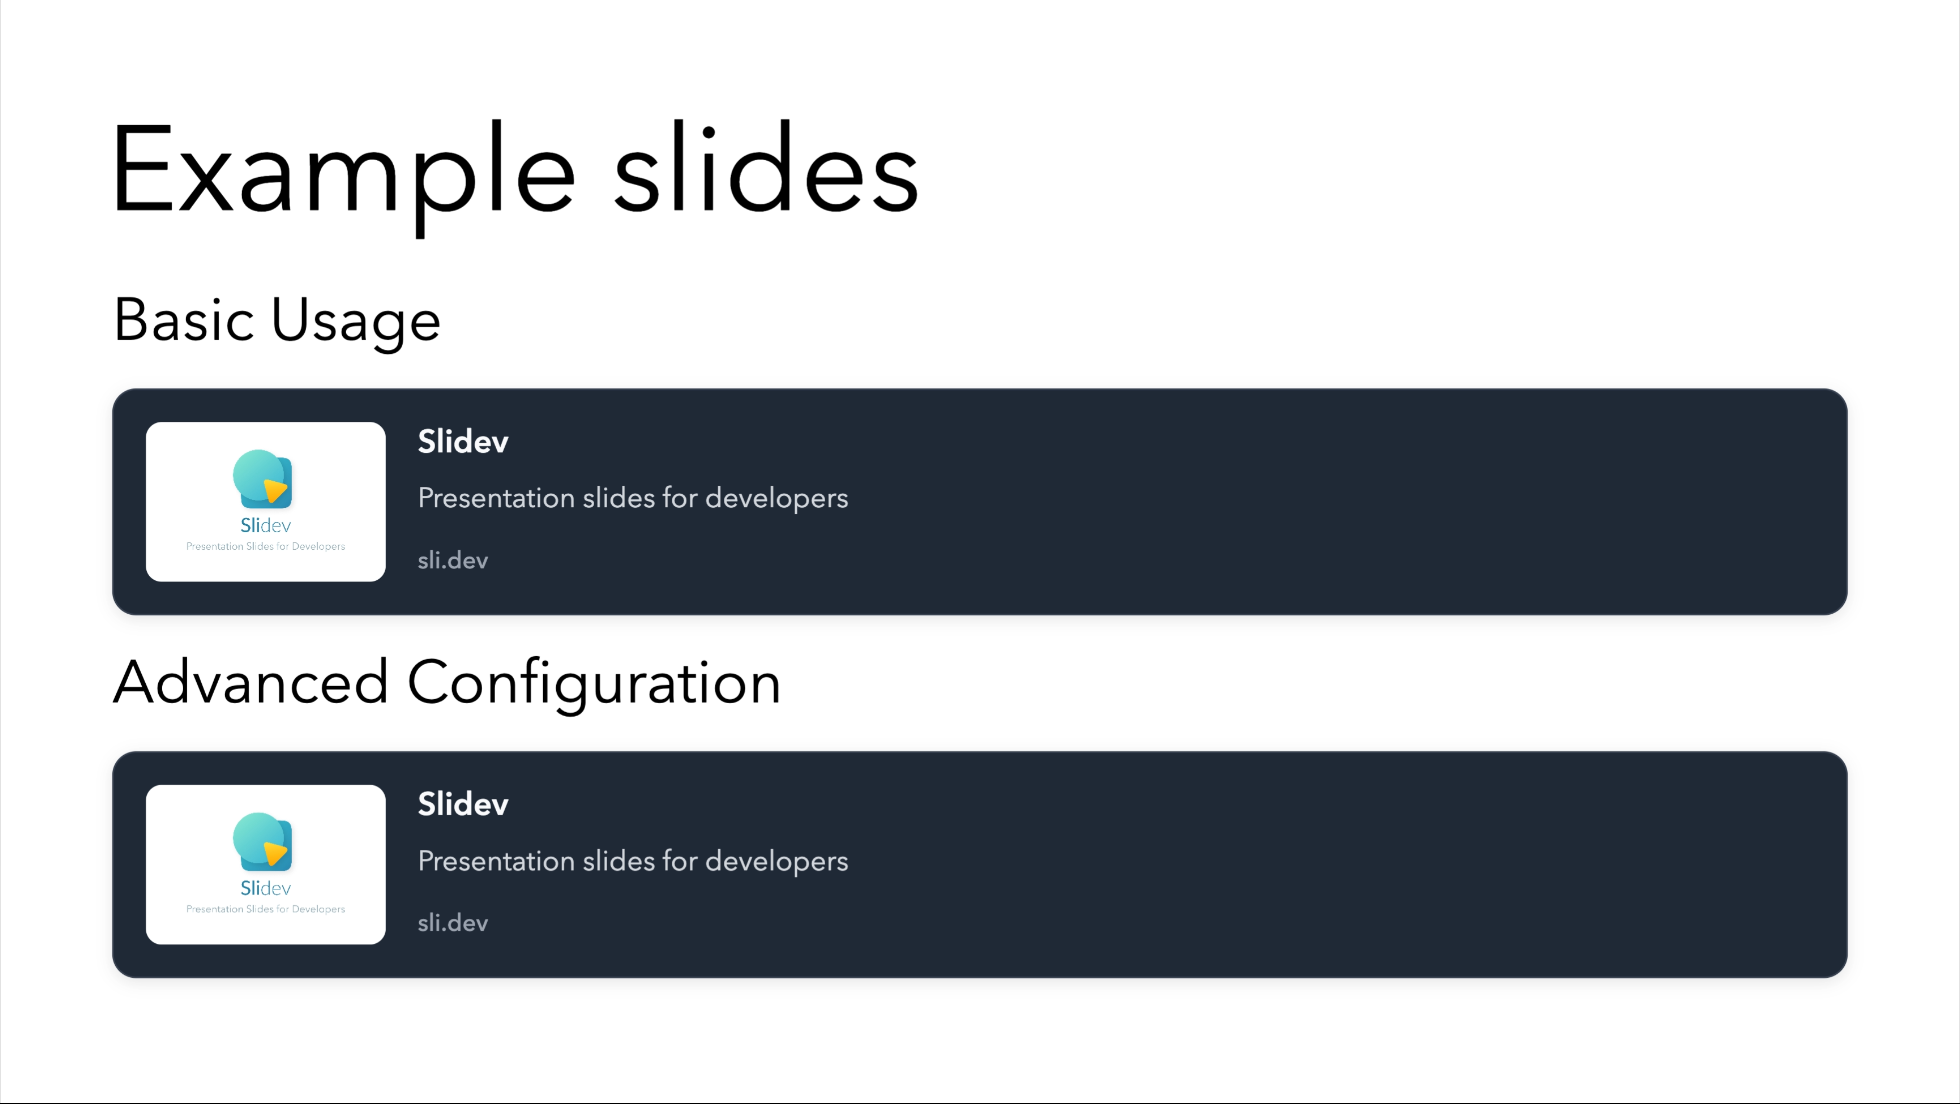 Example slides
Basic Usage
Slidev
Presentation slides for developers
sli.dev
Slidev
Presentation Slides for Developers
Advanced Configuration
Slidev
Presentation slides for developers
sli.dev
Slidev
Presentation Slides for Developers